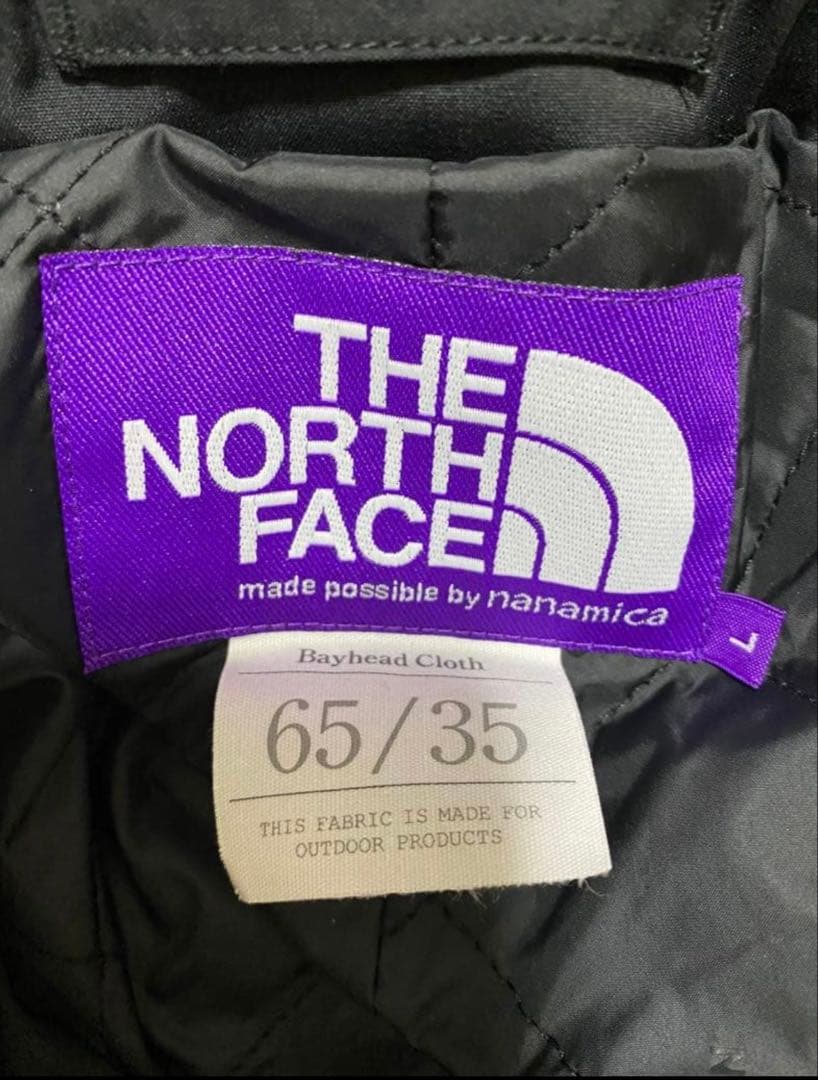 THE
NORTH
FACE
made possible by nanamica
L
Bayhead Cloth
65/35
THIS FABRIC IS MADE FOR
OUTDOOR PRODUCTS